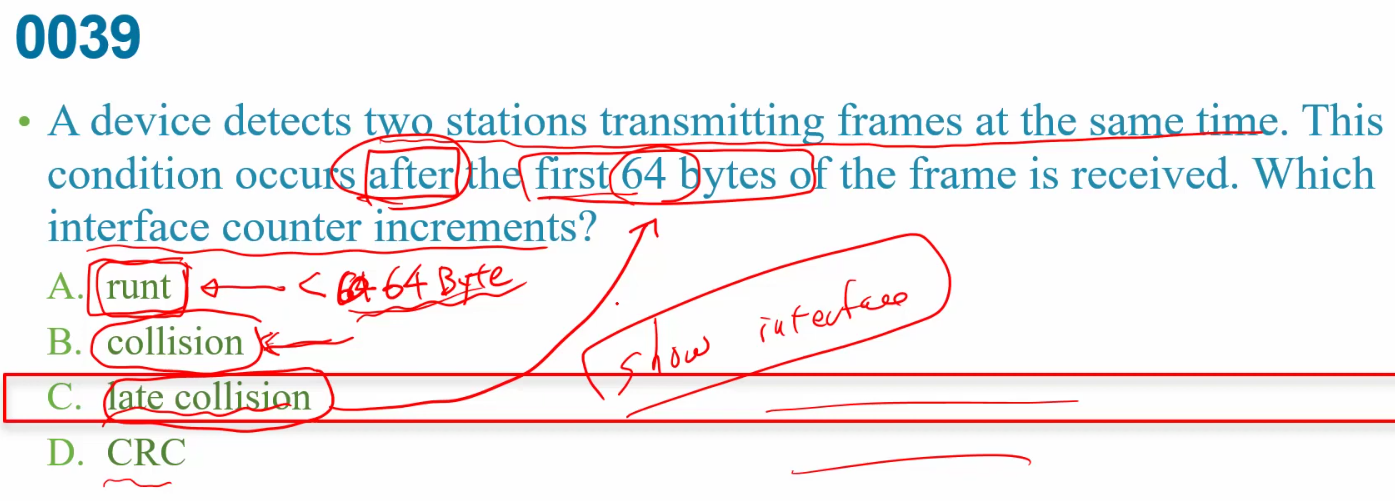 0039
• A device detects two stations transmitting frames at the same time. This
condition occurs after the first 64 bytes of the frame is received. Which
interface counter increments?
A. runt < 64 Byte
B. collision
show interface
C. late collision
D. CRC